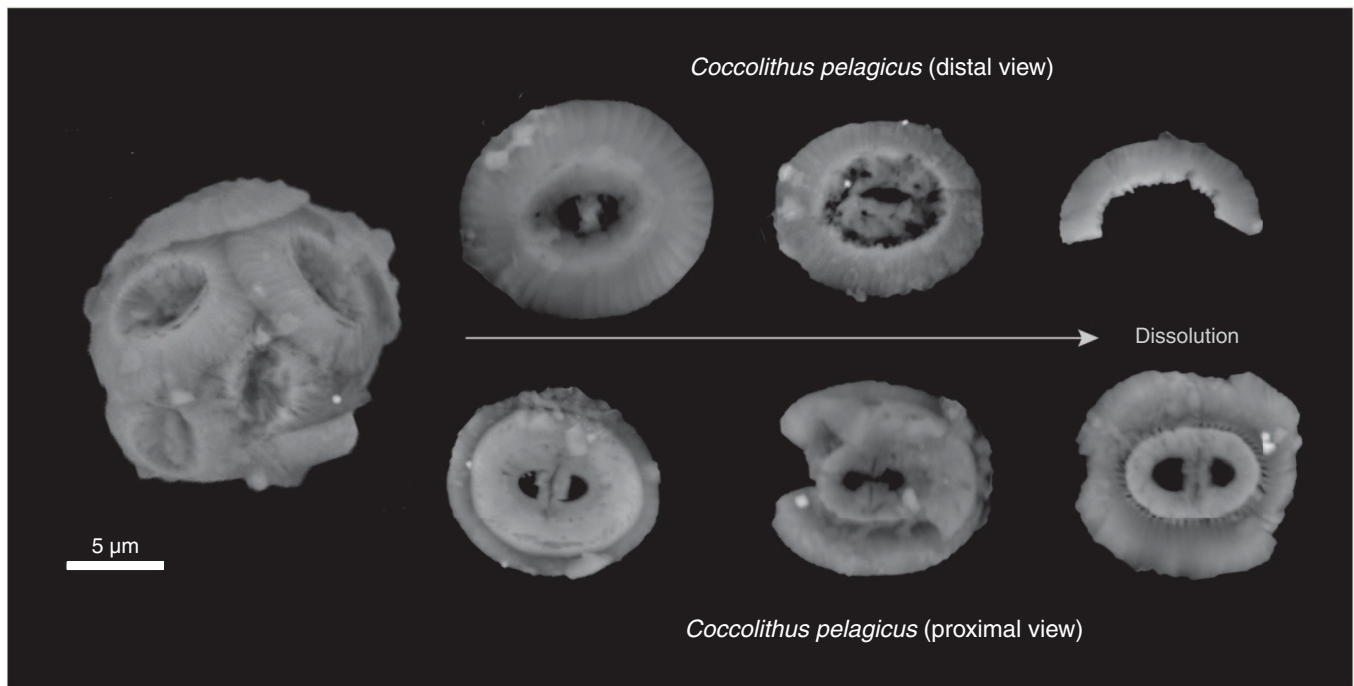 Coccolithus pelagicus (distal view)
Dissolution
5 µm
Coccolithus pelagicus (proximal view)